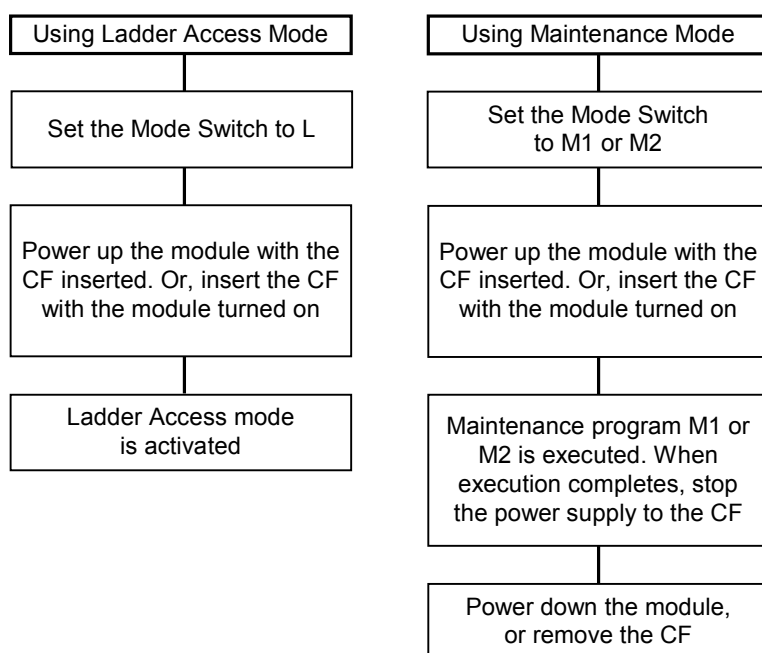 Using Ladder Access Mode
Set the Mode Switch to L
Power up the module with the
CF inserted. Or, insert the CF
with the module turned on
Ladder Access mode
is activated
Using Maintenance Mode
Set the Mode Switch
to M1 or M2
Power up the module with the
CF inserted. Or, insert the CF
with the module turned on
Maintenance program M1 or
M2 is executed. When
execution completes, stop
the power supply to the CF
Power down the module,
or remove the CF